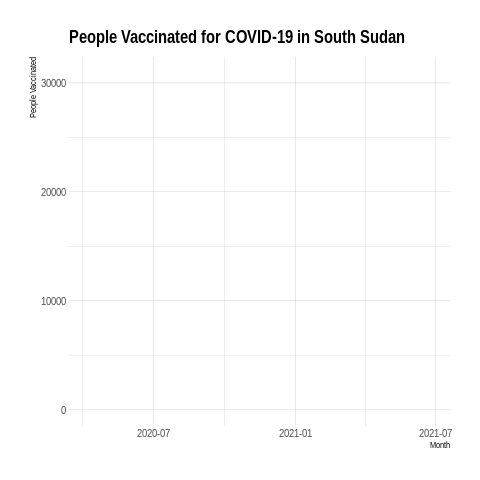 People Vaccinated for COVID-19 in South Sudan
People Vaccinated
30000
20000
10000
0
2020-07
2021-01
2021-07
Month